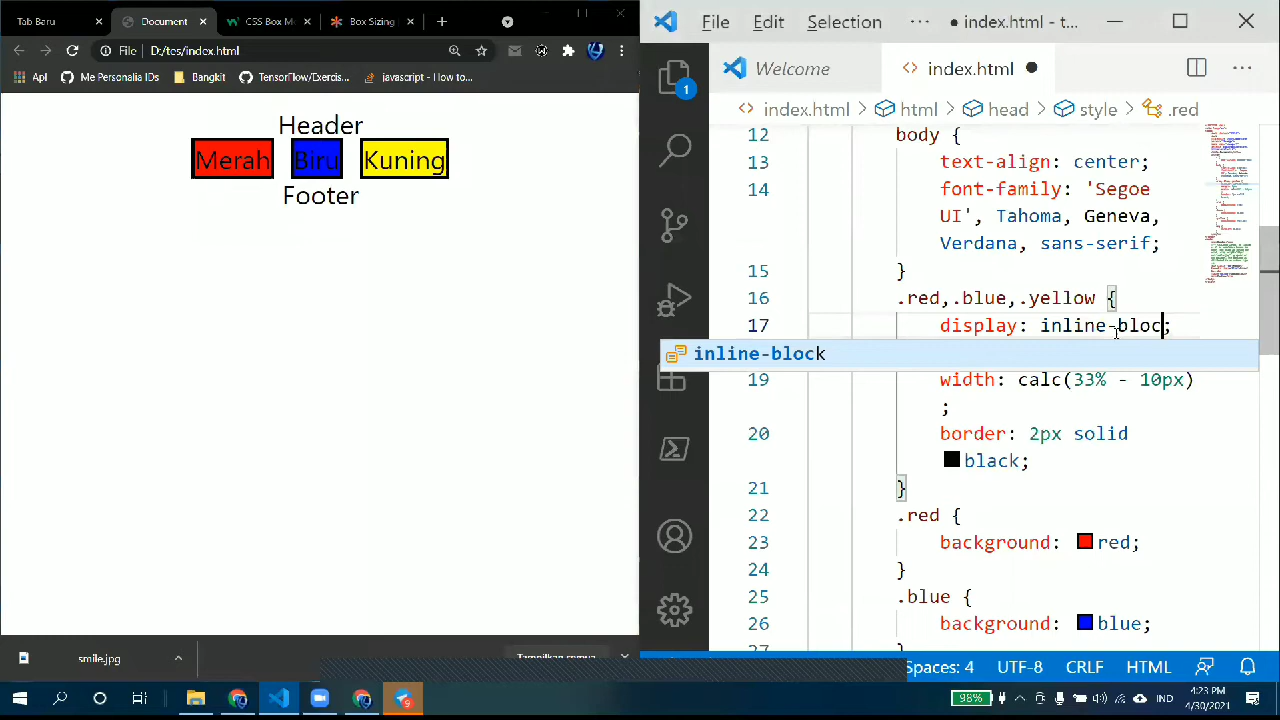 Tab Baru
Document
CSS Box M
Box Sizing
File D:/tes/index.html
Apl
Me Personalia IDs
Bangkit
TensorFlow/Exercis...
javascript - How to...
Header
Merah Biru Kuning
Footer
smile.jpg
File Edit Selection ··· ● index.html - t...
Welcome
index.html ●
index.html > html > head > style > .red
12 body {
13 text-align: center;
14 font-family: 'Segoe
UI', Tahoma, Geneva,
Verdana, sans-serif;
15 }
16 .red,.blue,.yellow {
17 display: inline-bloc;
inline-block
19 width: calc(33% - 10px)
;
20 border: 2px solid
black;
21 }
22 .red {
23 background: red;
24 }
25 .blue {
26 background: blue;
1
Spaces: 4 UTF-8 CRLF HTML
9
98%
IND
4:23 PM
4/30/2021